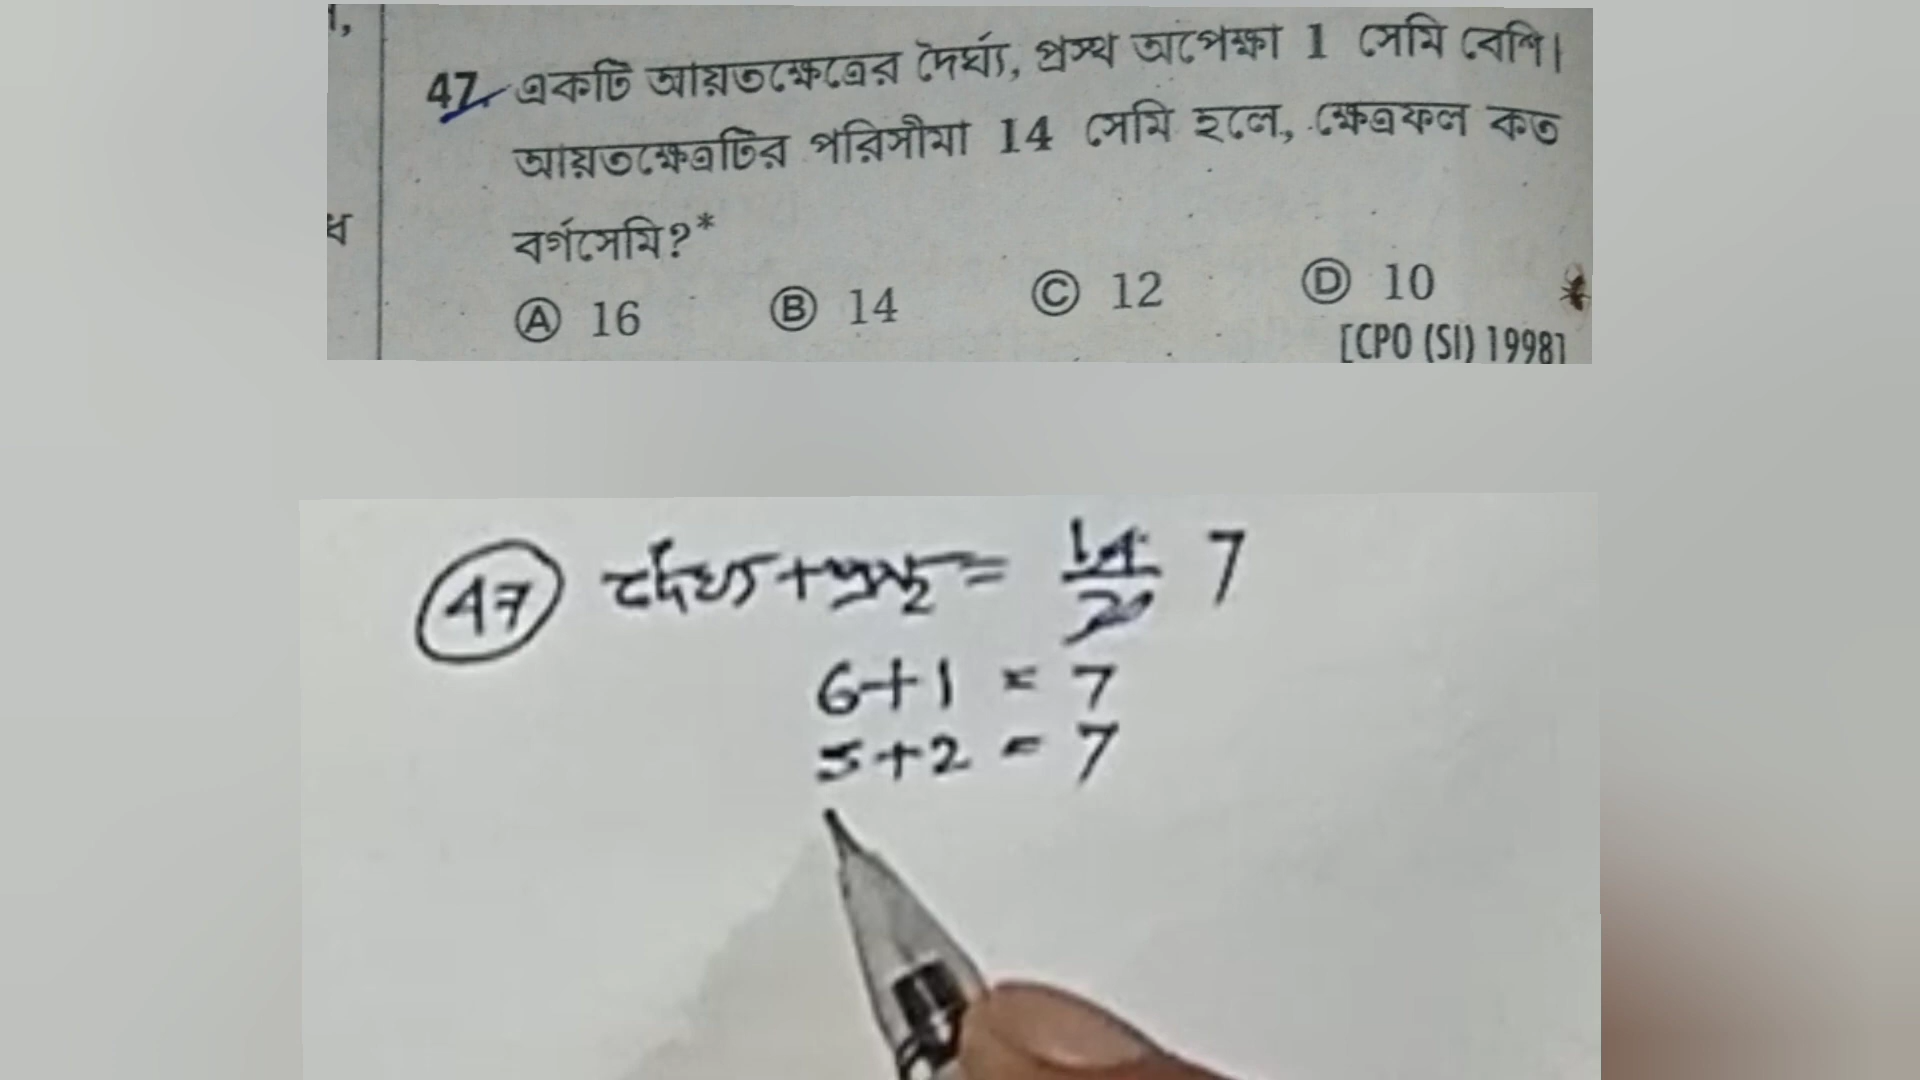 47. একটি আয়তক্ষেত্রের দৈর্ঘ্য, প্রস্থ অপেক্ষা 1 সেমি বেশি।
আয়তক্ষেত্রটির পরিসীমা 14 সেমি হলে, ক্ষেত্রফল কত
বর্গসেমি?*
Ⓐ 16 Ⓑ 14 Ⓒ 12 Ⓓ 10
[CPO (SI) 1998]
47 দৈর্ঘ্য+প্রস্থ= 14/2 7
6+1 = 7
5+2 = 7